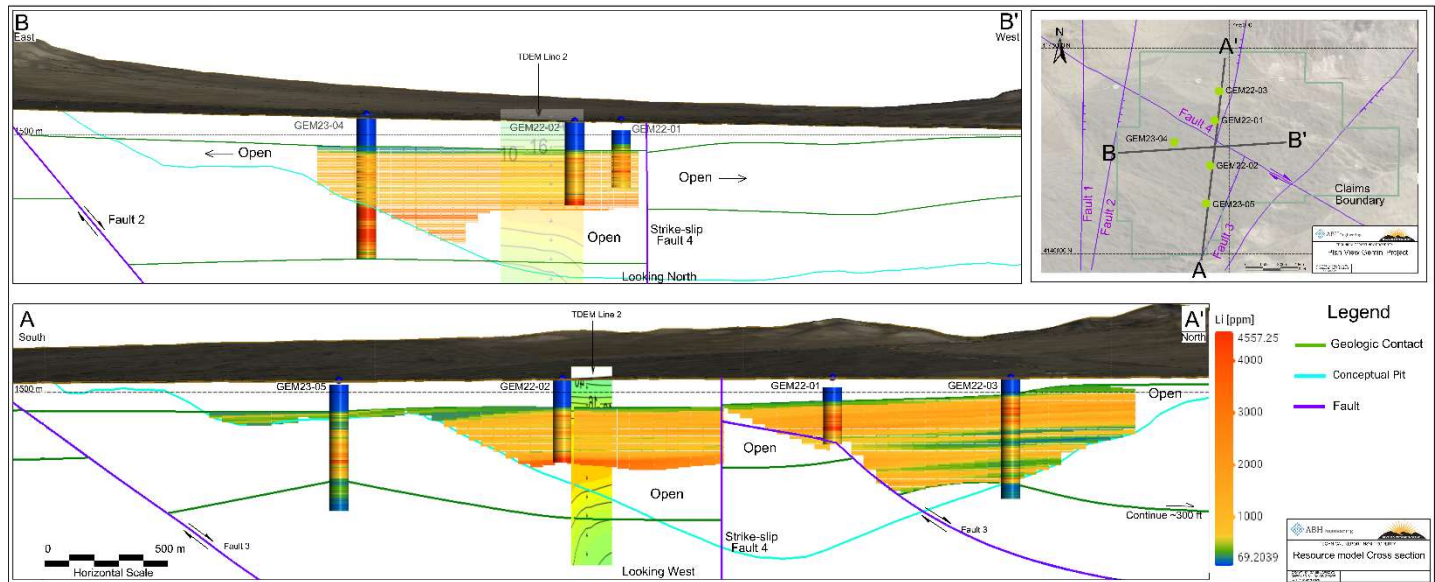 B
East
B'
West
TDEM Line 2
1500 m
GEM23-04
GEM22-02
GEM22-01
10
16
Open
Open
Fault 2
Open
Strike-slip
Fault 4
Looking North
N
A'
GEM22-03
GEM22-01
Fault 4
GEM23-04
B
B'
GEM22-02
GEM23-05
Fault 1
Fault 2
Fault 3
A
Claims
Boundary
ABH Engineering
Plan View Gemini Project
A
South
A'
North
TDEM Line 2
1500 m
GEM23-05
GEM22-02
GEM22-01
GEM22-03
Open
Open
Open
Continue ~300 ft
Fault 3
Fault 3
Strike-slip
Fault 4
Looking West
0
500 m
Horizontal Scale
Li [ppm]
4557.25
4000
3000
2000
1000
69.2039
Legend
Geologic Contact
Conceptual Pit
Fault
ABH Engineering
Resource model Cross section